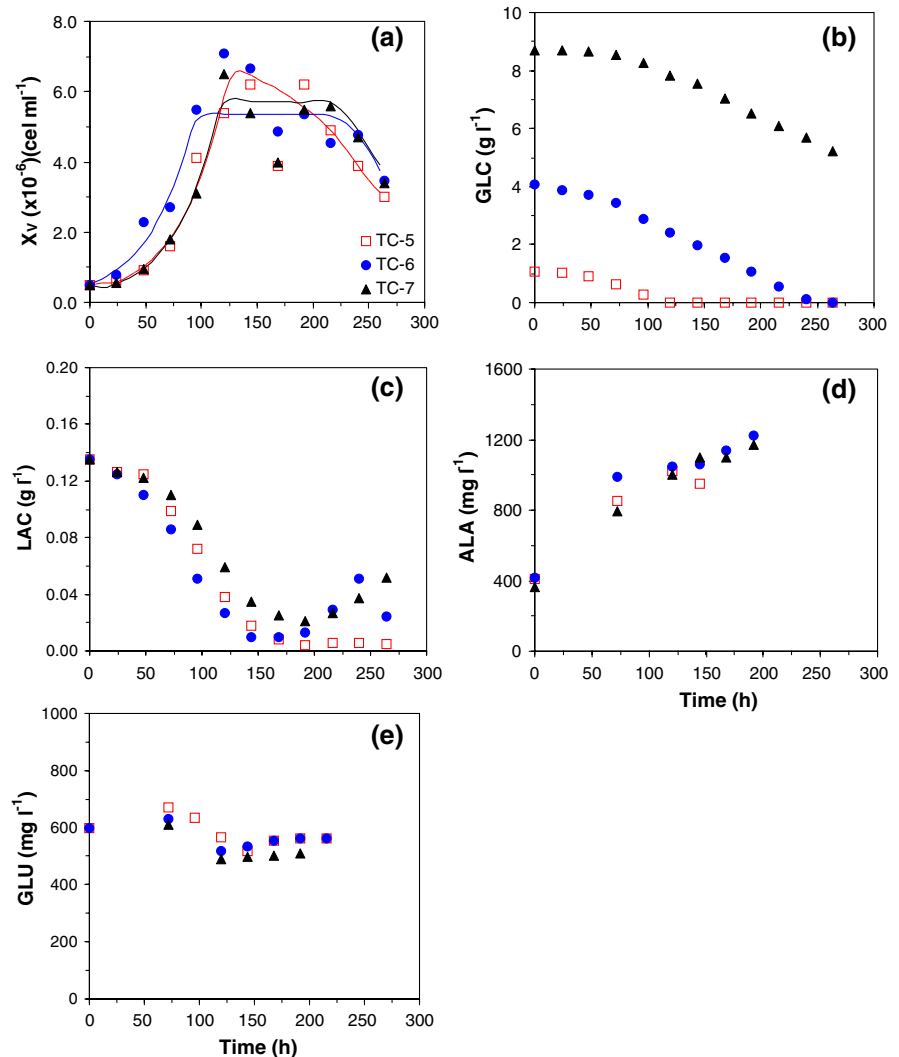 (a)
8.0
6.0
4.0
2.0
0.0
Xv (x10⁻⁶)(cel ml⁻¹)
TC-5
TC-6
TC-7
0 50 100 150 200 250 300
(b)
10
8
6
4
2
0
GLC (g l⁻¹)
0 50 100 150 200 250 300
(c)
0.20
0.16
0.12
0.08
0.04
0.00
LAC (g l⁻¹)
0 50 100 150 200 250 300
(d)
1600
1200
800
400
0
ALA (mg l⁻¹)
0 50 100 150 200 250 300
Time (h)
(e)
1000
800
600
400
200
0
GLU (mg l⁻¹)
0 50 100 150 200 250 300
Time (h)